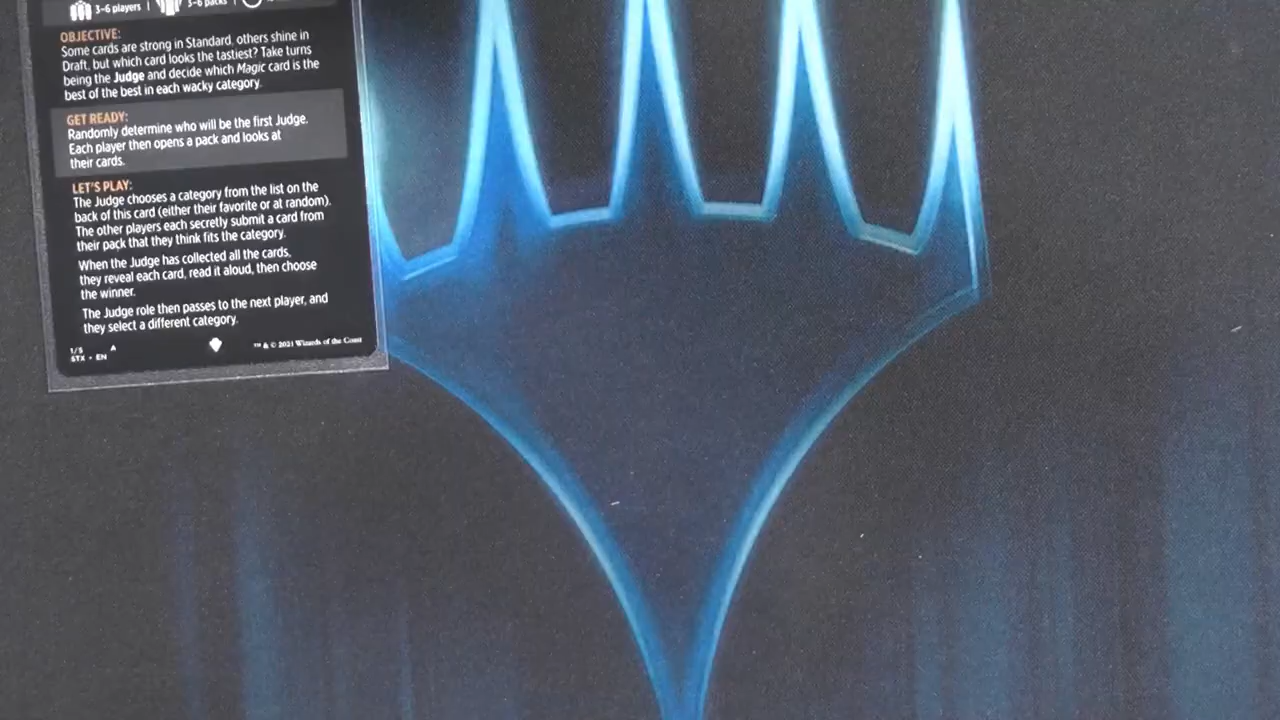 3-6 players | 3-6 packs |
OBJECTIVE:
Some cards are strong in Standard, others shine in
Draft, but which card looks the tastiest? Take turns
being the Judge and decide which Magic card is the
best of the best in each wacky category.
GET READY:
Randomly determine who will be the first Judge.
Each player then opens a pack and looks at
their cards.
LET'S PLAY:
The Judge chooses a category from the list on the
back of this card (either their favorite or at random).
The other players each secretly submit a card from
their pack that they think fits the category.
When the Judge has collected all the cards,
they reveal each card, read it aloud, then choose
the winner.
The Judge role then passes to the next player, and
they select a different category.
1/5 A
STX • EN
™ & © 2021 Wizards of the Coast